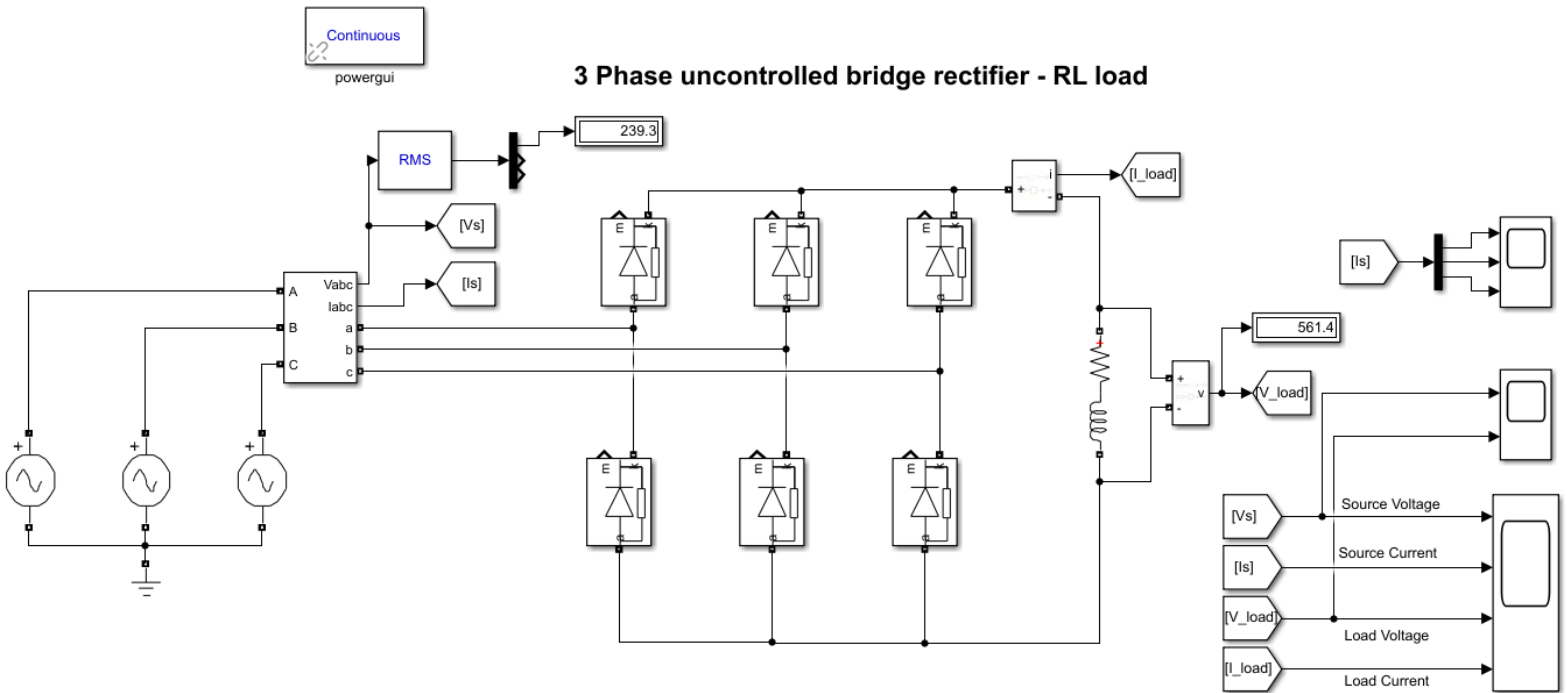 Continuous
powergui
3 Phase uncontrolled bridge rectifier - RL load
RMS
239.3
[Vs]
[Is]
Vabc
Iabc
A
B
C
a
b
c
+
+
+
m
k
a
m
k
a
m
k
a
m
k
a
m
k
a
m
k
a
+
i
-
[I_load]
+
+
v
-
561.4
[V_load]
[Is]
[Vs]
Source Voltage
[Is]
Source Current
[V_load]
Load Voltage
[I_load]
Load Current